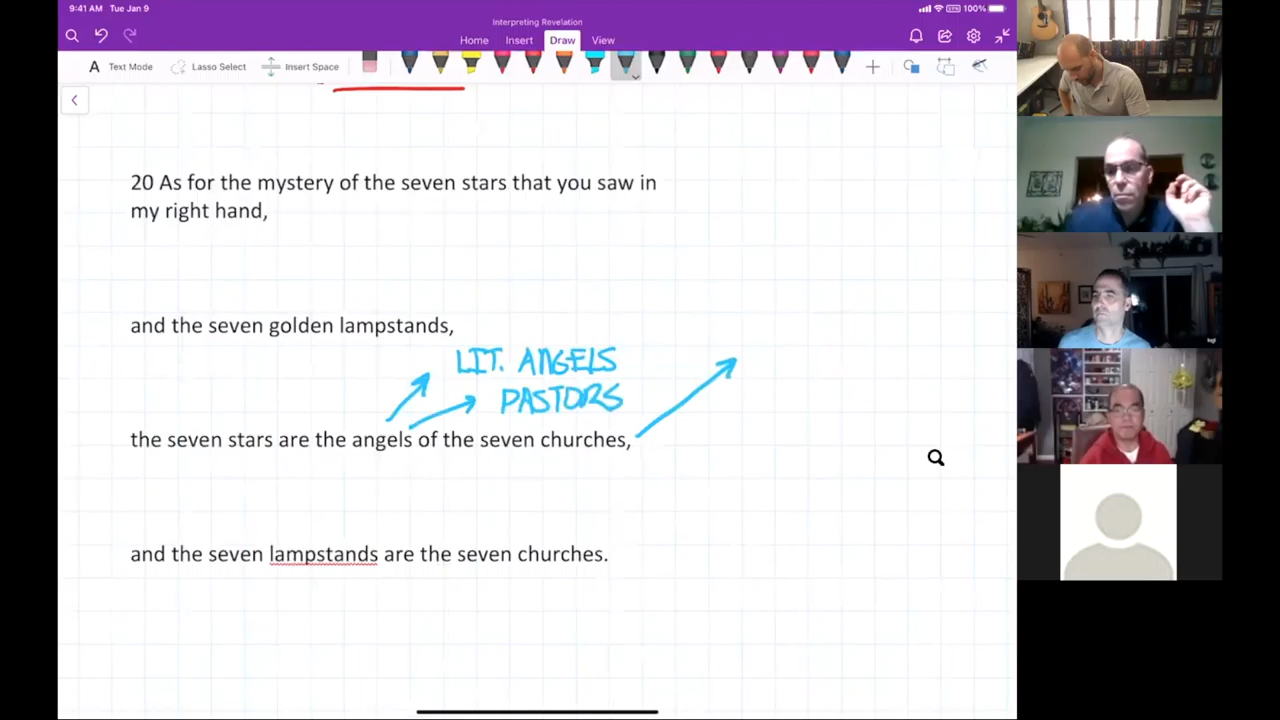 9:41 AM Tue Jan 9
100%
Interpreting Revelation
Home Insert Draw View
A Text Mode Lasso Select Insert Space
20 As for the mystery of the seven stars that you saw in
my right hand,
and the seven golden lampstands,
LIT. ANGELS
PASTORS
the seven stars are the angels of the seven churches,
and the seven lampstands are the seven churches.